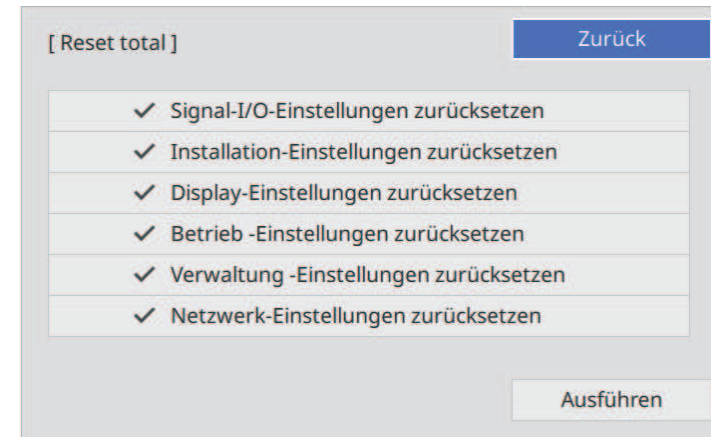 [ Reset total ]
Zurück
✓ Signal-I/O-Einstellungen zurücksetzen
✓ Installation-Einstellungen zurücksetzen
✓ Display-Einstellungen zurücksetzen
✓ Betrieb -Einstellungen zurücksetzen
✓ Verwaltung -Einstellungen zurücksetzen
✓ Netzwerk-Einstellungen zurücksetzen
Ausführen